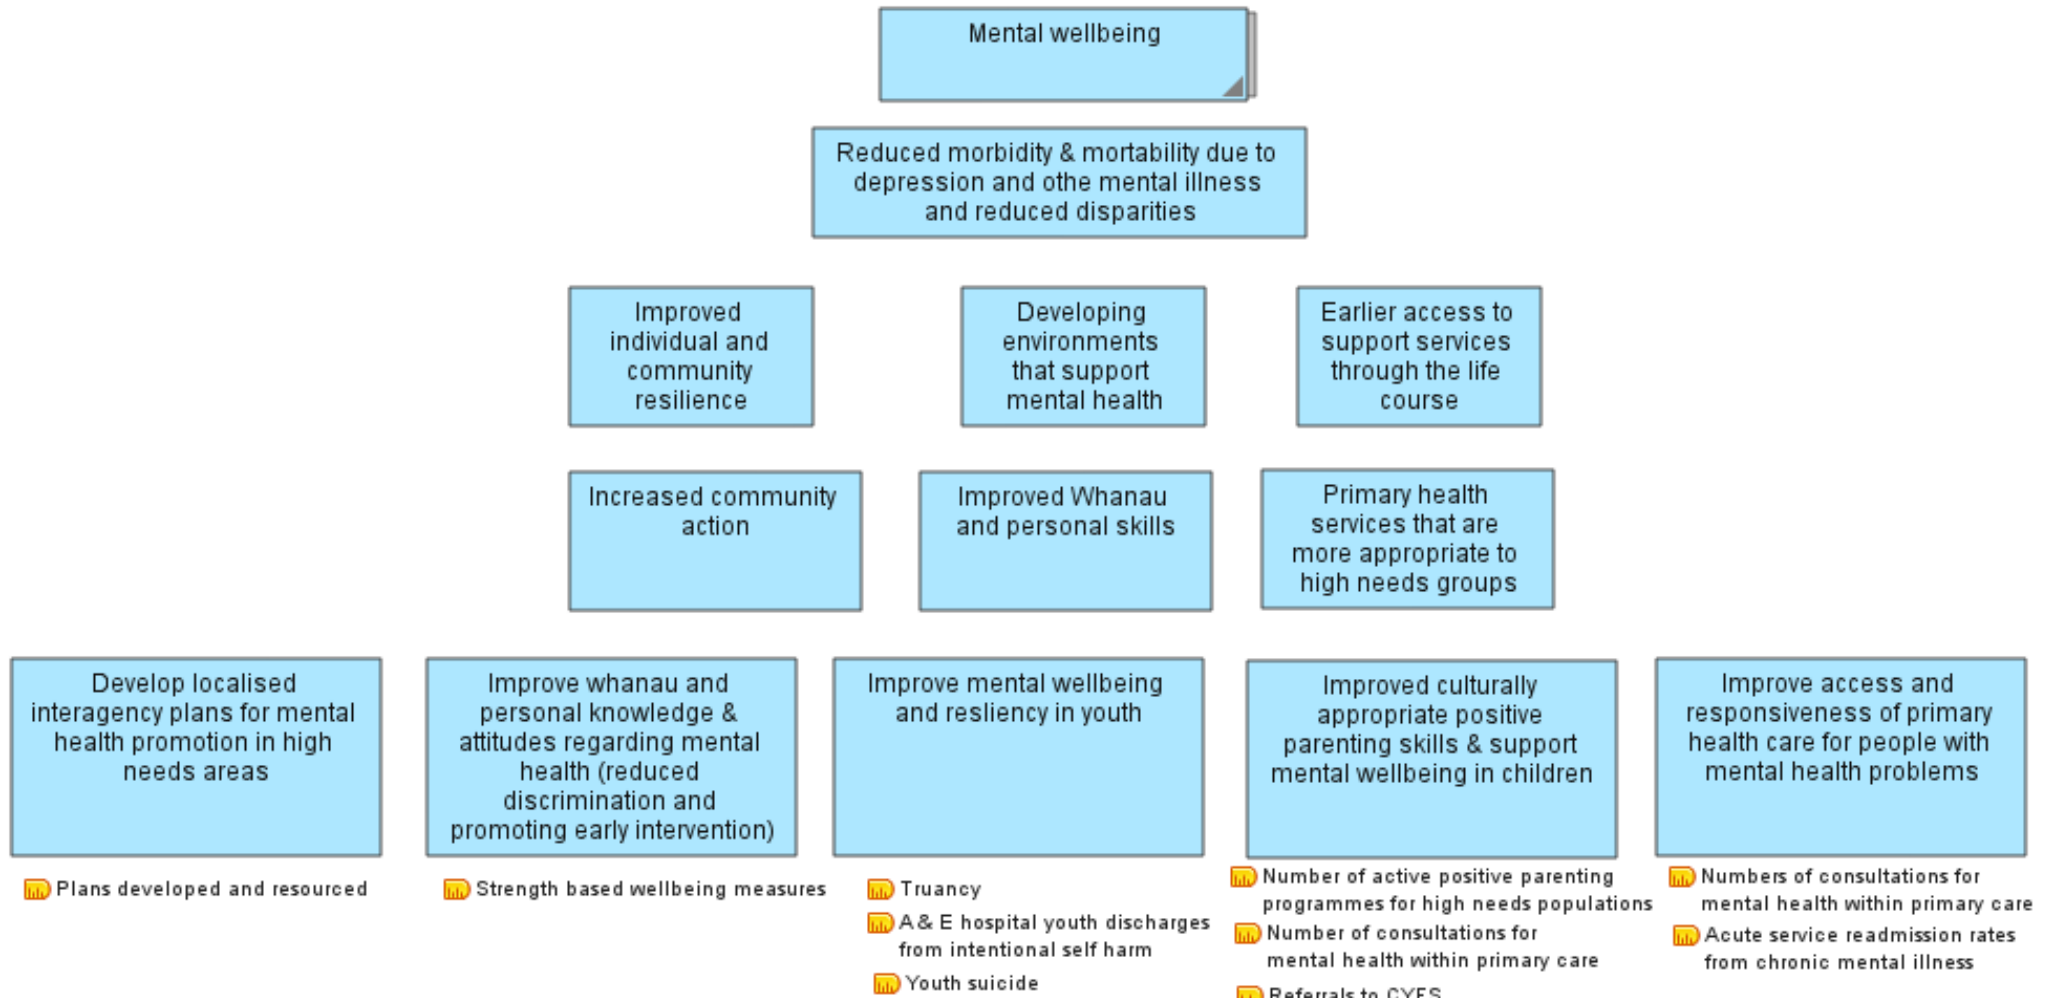 Mental wellbeing
Reduced morbidity & mortability due to
depression and othe mental illness
and reduced disparities
Improved
individual and
community
resilience
Developing
environments
that support
mental health
Earlier access to
support services
through the life
course
Increased community
action
Improved Whanau
and personal skills
Primary health
services that are
more appropriate to
high needs groups
Develop localised
interagency plans for mental
health promotion in high
needs areas
Improve whanau and
personal knowledge &
attitudes regarding mental
health (reduced
discrimination and
promoting early intervention)
Improve mental wellbeing
and resliency in youth
Improved culturally
appropriate positive
parenting skills & support
mental wellbeing in children
Improve access and
responsiveness of primary
health care for people with
mental health problems
Plans developed and resourced
Strength based wellbeing measures
Truancy
A & E hospital youth discharges
from intentional self harm
Youth suicide
Number of active positive parenting
programmes for high needs populations
Number of consultations for
mental health within primary care
Referrals to CYFS
Numbers of consultations for
mental health within primary care
Acute service readmission rates
from chronic mental illness